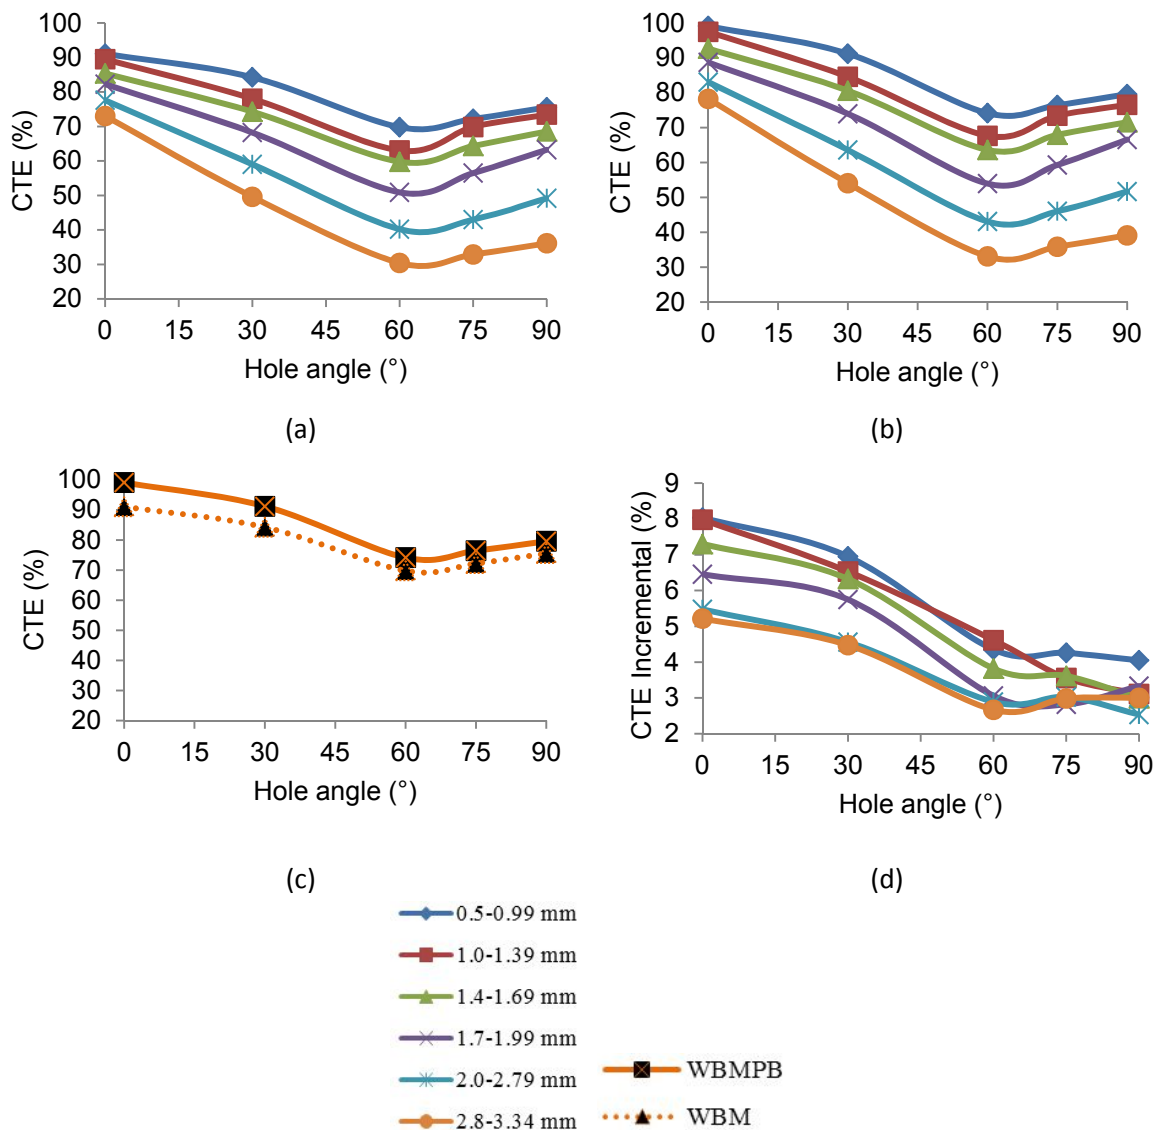 100
90
80
70
60
50
40
30
20
CTE (%)
0 15 30 45 60 75 90
Hole angle (°)
(a)
100
90
80
70
60
50
40
30
20
CTE (%)
0 15 30 45 60 75 90
Hole angle (°)
(b)
100
90
80
70
60
50
40
30
20
CTE (%)
0 15 30 45 60 75 90
Hole angle (°)
(c)
9
8
7
6
5
4
3
2
CTE Incremental (%)
0 15 30 45 60 75 90
Hole angle (°)
(d)
0.5-0.99 mm
1.0-1.39 mm
1.4-1.69 mm
1.7-1.99 mm
2.0-2.79 mm
2.8-3.34 mm
WBMPB
WBM